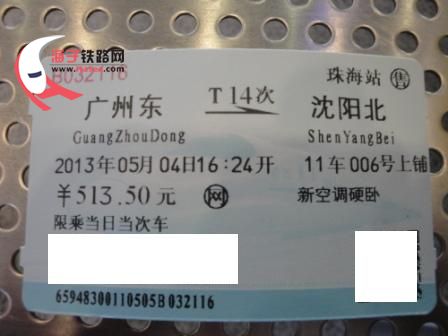 海子铁路网
B032116
珠海站 售
广州东 T14次 沈阳北
GuangZhouDong ShenYangBei
2013年05月04日16:24开 11车006号上铺
￥513.50元 网 新空调硬卧
限乘当日当次车
65948300110505B032116